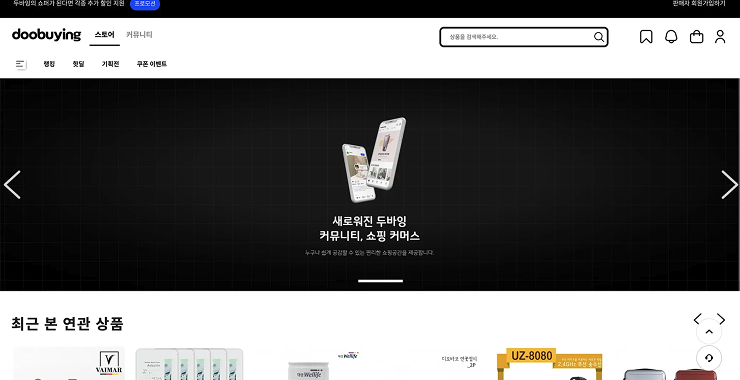 두바잉의 쇼퍼가 된다면 각종 추가 할인 지원 프로모션
판매자 회원가입하기
doobuying 스토어 커뮤니티
상품을 검색해주세요.
랭킹 핫딜 기획전 쿠폰 이벤트
새로워진 두바잉
커뮤니티, 쇼핑 커머스
누구나 쉽게 공감할 수 있는 편리한 쇼핑공간을 제공합니다.
최근 본 연관 상품
VAIMAR
Wellife
Wellife
_2P
UZ-8080